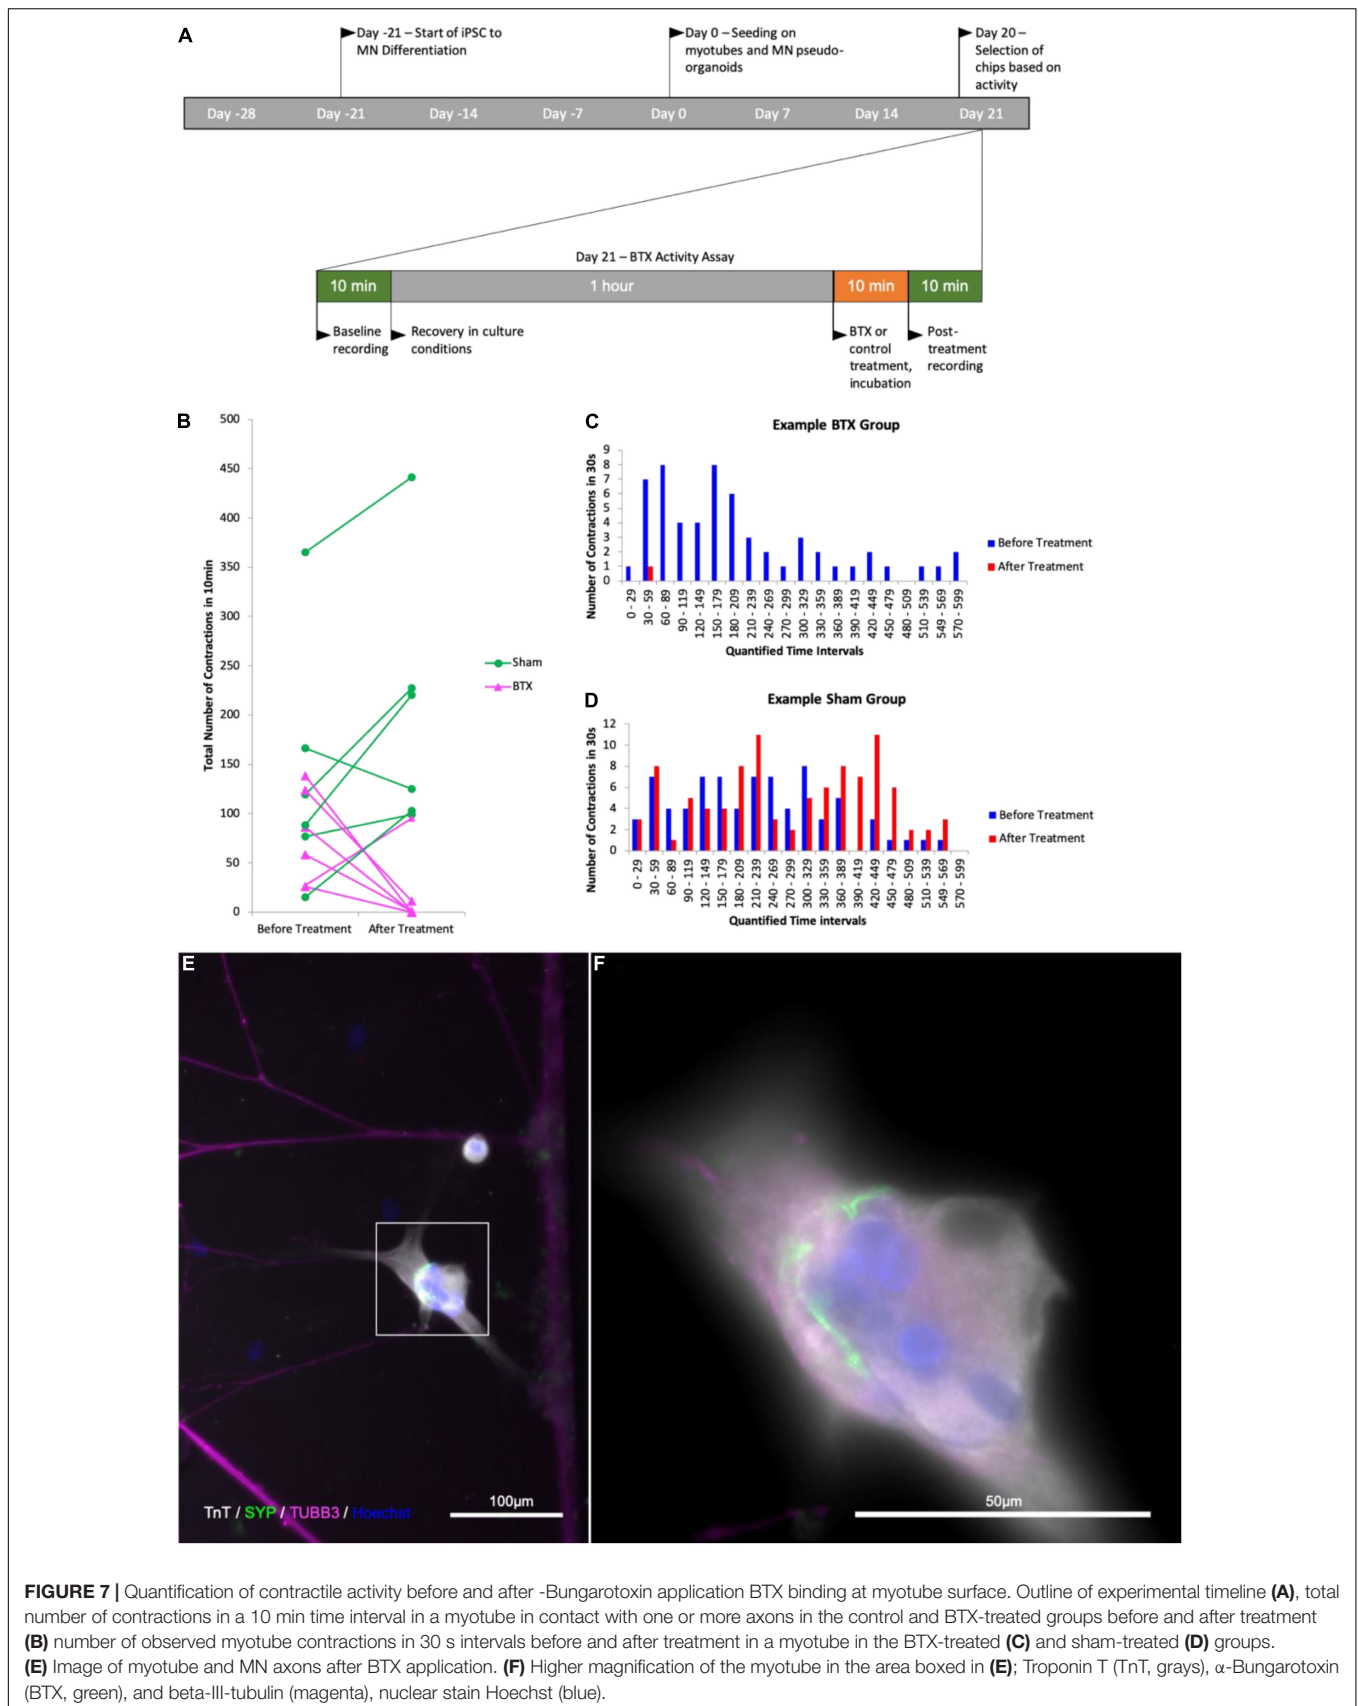 A
Day -21 – Start of iPSC to
MN Differentiation
Day 0 – Seeding on
myotubes and MN pseudo-
organoids
Day 20 –
Selection of
chips based on
activity
Day -28 Day -21 Day -14 Day -7 Day 0 Day 7 Day 14 Day 21
Day 21 – BTX Activity Assay
10 min 1 hour 10 min 10 min
Baseline
recording
Recovery in culture
conditions
BTX or
control
treatment,
incubation
Post-
treatment
recording
B
Total Number of Contractions in 10min
500
450
400
350
300
250
200
150
100
50
0
Before Treatment After Treatment
Sham
BTX
C
Example BTX Group
Number of Contractions in 30s
9
8
7
6
5
4
3
2
1
0
0 - 29
30 - 59
60 - 89
90 - 119
120 - 149
150 - 179
180 - 209
210 - 239
240 - 269
270 - 299
300 - 329
330 - 359
360 - 389
390 - 419
420 - 449
450 - 479
480 - 509
510 - 539
549 - 569
570 - 599
Quantified Time Intervals
Before Treatment
After Treatment
D
Example Sham Group
Number of Contractions in 30s
12
10
8
6
4
2
0
0 - 29
30 - 59
60 - 89
90 - 119
120 - 149
150 - 179
180 - 209
210 - 239
240 - 269
270 - 299
300 - 329
330 - 359
360 - 389
390 - 419
420 - 449
450 - 479
480 - 509
510 - 539
549 - 569
570 - 599
Quantified Time intervals
Before Treatment
After Treatment
E
TnT / SYP / TUBB3 / Hoechst
100µm
F
50µm
FIGURE 7 | Quantification of contractile activity before and after -Bungarotoxin application BTX binding at myotube surface. Outline of experimental timeline (A), total
number of contractions in a 10 min time interval in a myotube in contact with one or more axons in the control and BTX-treated groups before and after treatment
(B) number of observed myotube contractions in 30 s intervals before and after treatment in a myotube in the BTX-treated (C) and sham-treated (D) groups.
(E) Image of myotube and MN axons after BTX application. (F) Higher magnification of the myotube in the area boxed in (E); Troponin T (TnT, grays), α-Bungarotoxin
(BTX, green), and beta-III-tubulin (magenta), nuclear stain Hoechst (blue).